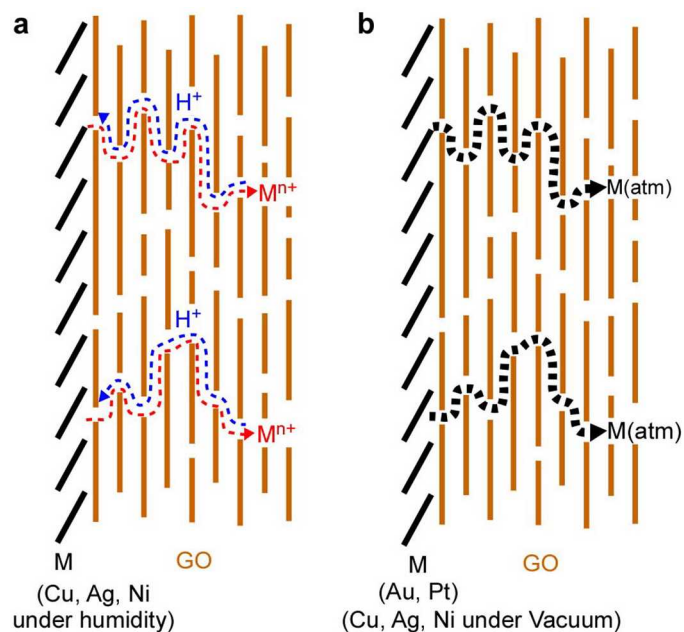 a
H⁺
Mⁿ⁺
H⁺
Mⁿ⁺
M
GO
(Cu, Ag, Ni
under humidity)
b
M(atm)
M(atm)
M
GO
(Au, Pt)
(Cu, Ag, Ni under Vacuum)